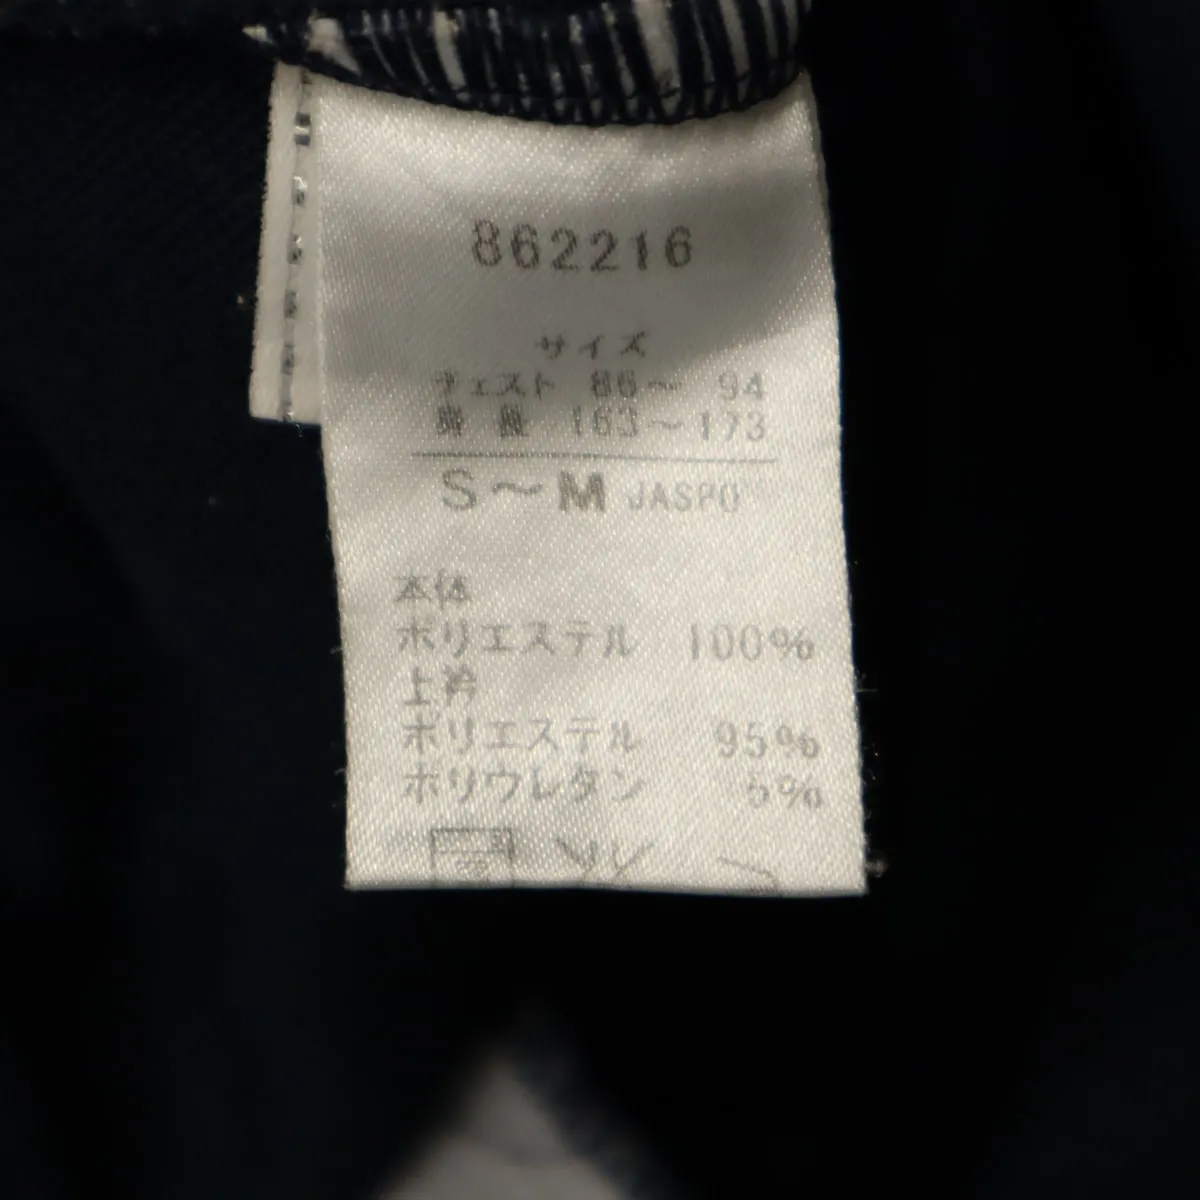 862216
サイズ
チェスト 86～ 94
身 長 163～173
S～M JASPO
本体
ポリエステル 100%
上衿
ポリエステル 95%
ポリウレタン 5%